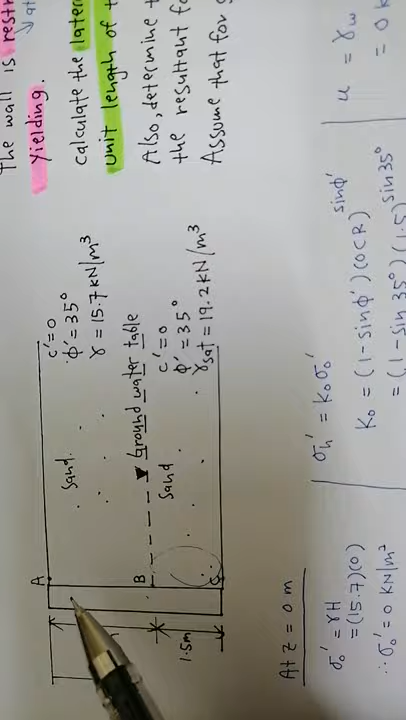 The wall is restr
yielding.
calculate the later
unit length of t
Also, determine t
the resultant fo
Assume that for
A
Sand
c' = 0
ϕ' = 35°
γ = 15.7 kN/m³
B
Ground water table
Sand
c' = 0
ϕ' = 35°
γsat = 19.2 kN/m³
C
1.5m
At z = 0 m
σo' = γH
= (15.7)(0)
∴ σo' = 0 kN/m²
σh' = Ko σo'
Ko = (1 - sinϕ')(OCR)^sinϕ'
= (1 - sin 35°)(1.5)^sin35°
u = γw
= 0 k